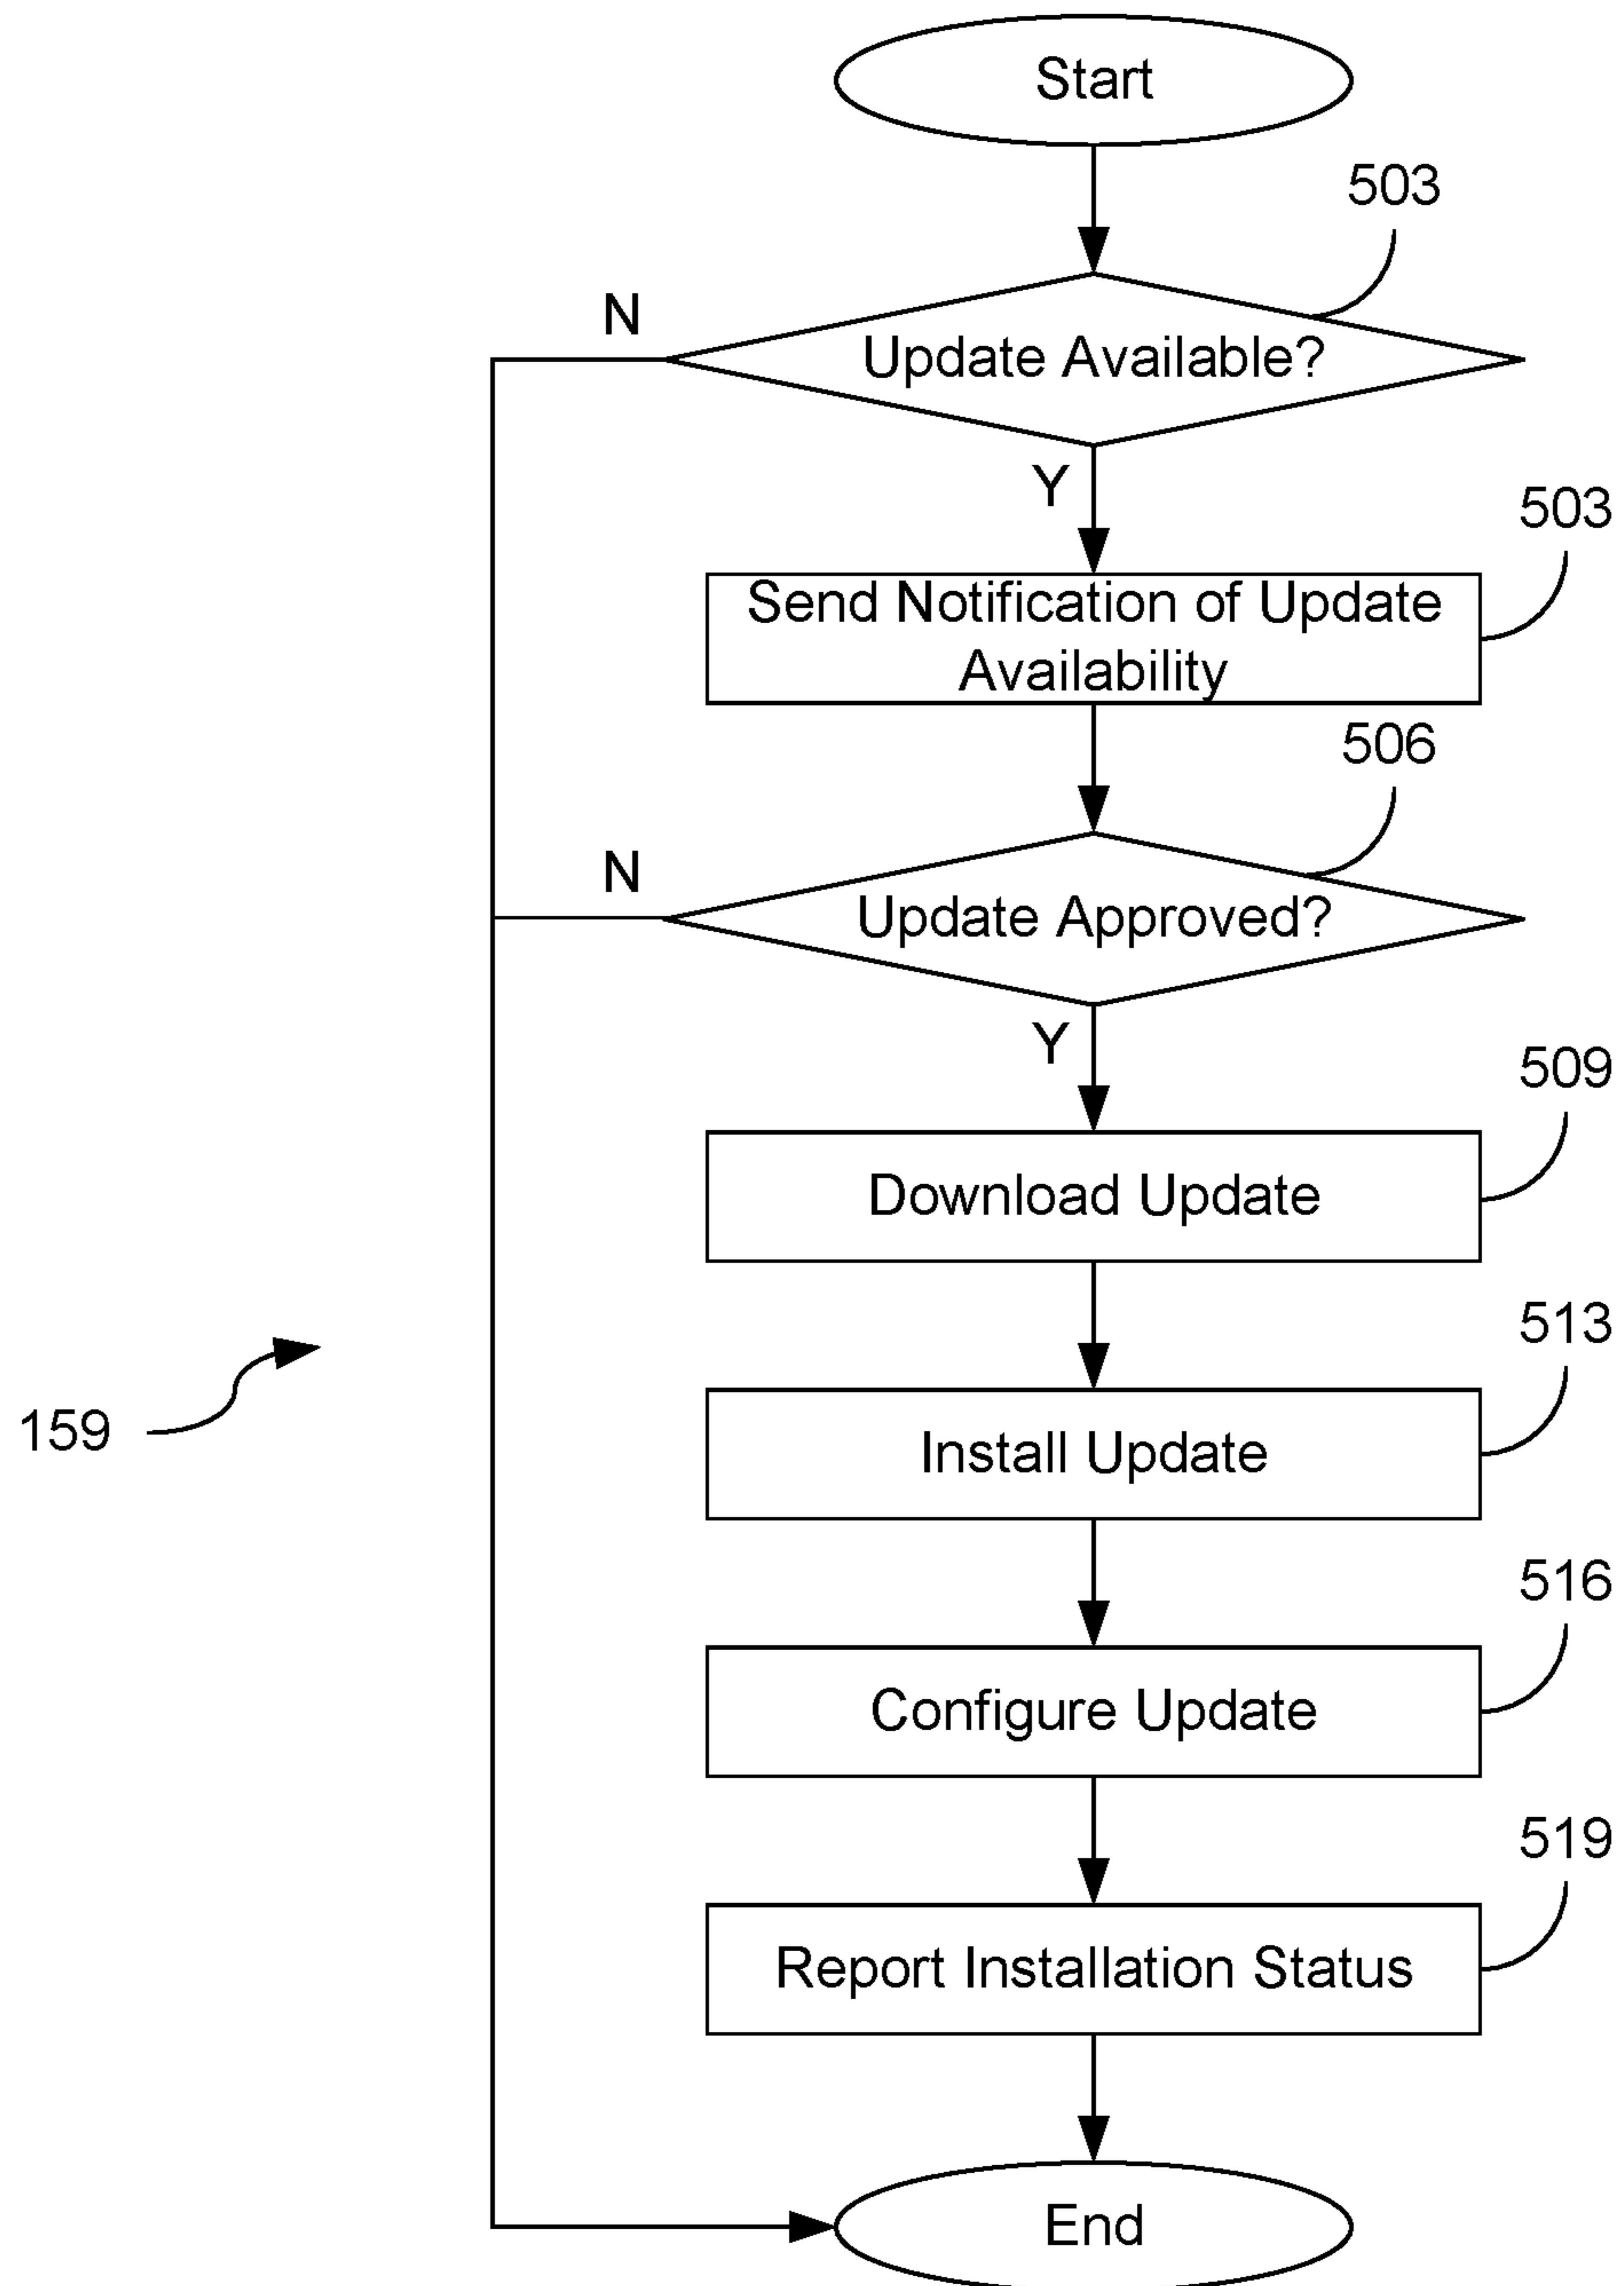 Start
503
N
Update Available?
Y
503
Send Notification of Update
Availability
506
N
Update Approved?
Y
509
Download Update
513
159
Install Update
516
Configure Update
519
Report Installation Status
End